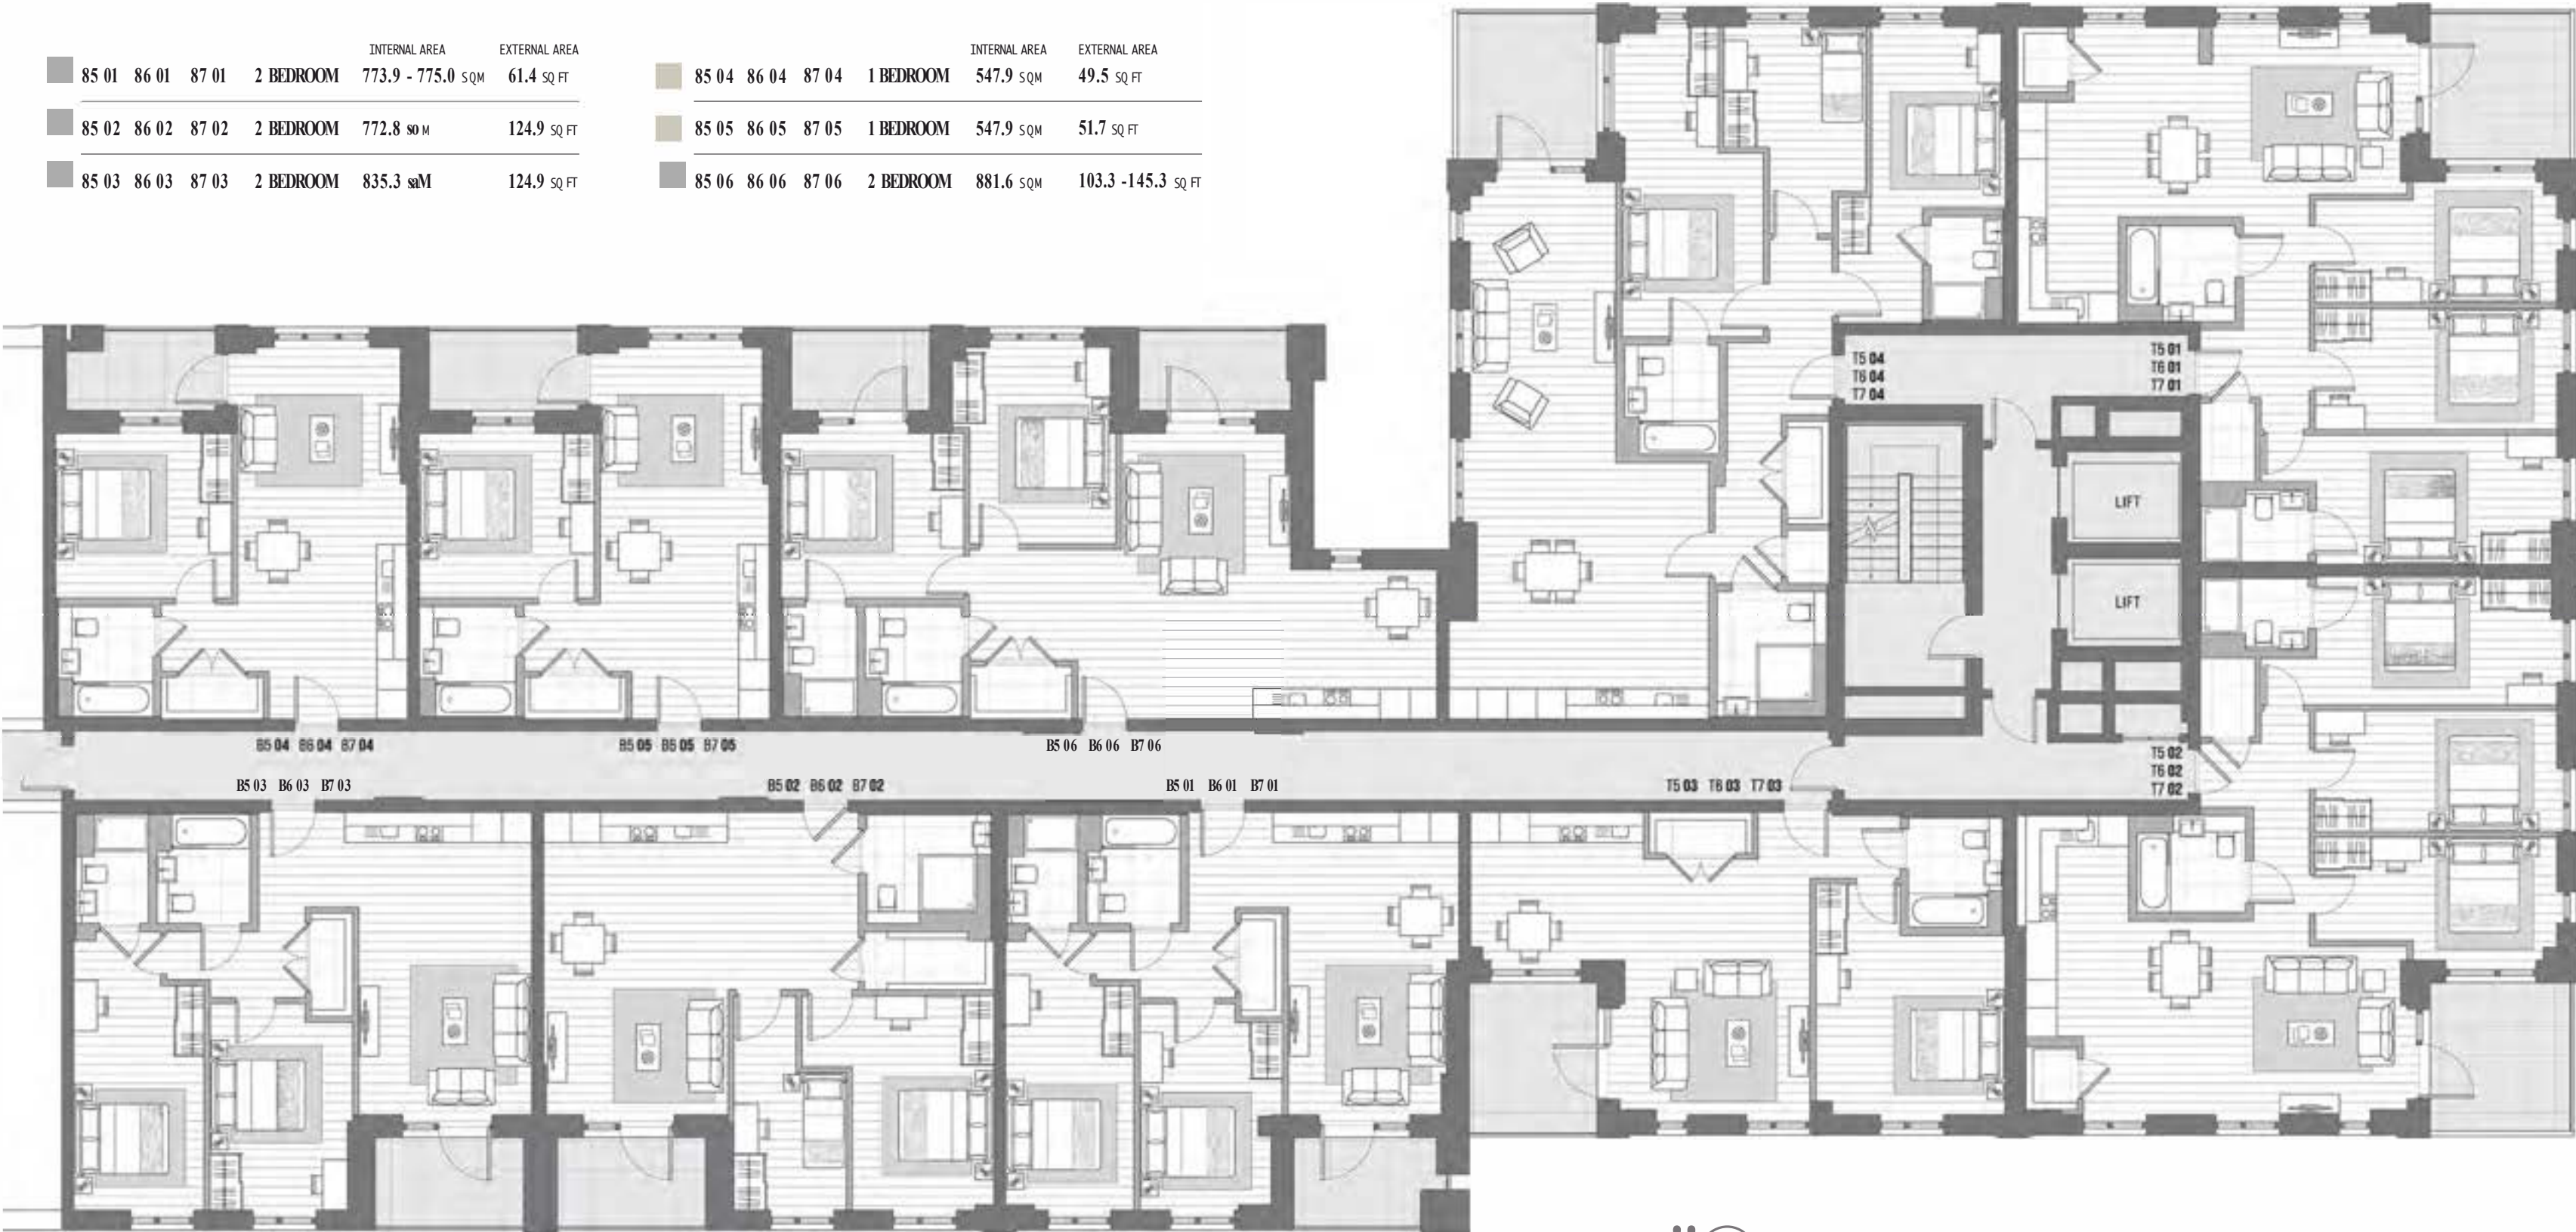 INTERNAL AREA EXTERNAL AREA
85 01 86 01 87 01 2 BEDROOM 773.9 - 775.0 SQM 61.4 SQ FT
85 02 86 02 87 02 2 BEDROOM 772.8 so M 124.9 SQ FT
85 03 86 03 87 03 2 BEDROOM 835.3 saM 124.9 SQ FT
INTERNAL AREA EXTERNAL AREA
85 04 86 04 87 04 1 BEDROOM 547.9 SQM 49.5 SQ FT
85 05 86 05 87 05 1 BEDROOM 547.9 SQM 51.7 SQ FT
85 06 86 06 87 06 2 BEDROOM 881.6 SQM 103.3 -145.3 SQ FT
T5 04
T6 04
T7 04
T5 01
T6 01
T7 01
LIFT
LIFT
B5 04 B6 04 B7 04
B5 05 B6 05 B7 05
B5 06 B6 06 B7 06
T5 02
T6 02
T7 02
B5 03 B6 03 B7 03
B5 02 B6 02 B7 02
B5 01 B6 01 B7 01
T5 03 T6 03 T7 03